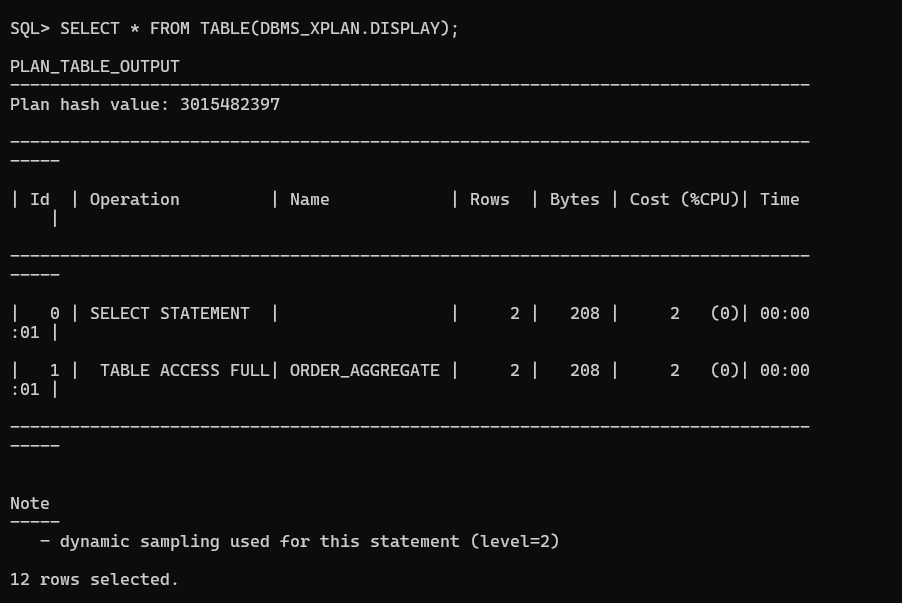 SQL> SELECT * FROM TABLE(DBMS_XPLAN.DISPLAY);
PLAN_TABLE_OUTPUT
--------------------------------------------------------------------------------
Plan hash value: 3015482397
--------------------------------------------------------------------------------
-----
| Id  | Operation         | Name            | Rows  | Bytes | Cost (%CPU)| Time
    |
--------------------------------------------------------------------------------
-----
|   0 | SELECT STATEMENT  |                 |     2 |   208 |     2   (0)| 00:00
:01 |
|   1 |  TABLE ACCESS FULL| ORDER_AGGREGATE |     2 |   208 |     2   (0)| 00:00
:01 |
--------------------------------------------------------------------------------
-----
Note
-----
   - dynamic sampling used for this statement (level=2)
12 rows selected.